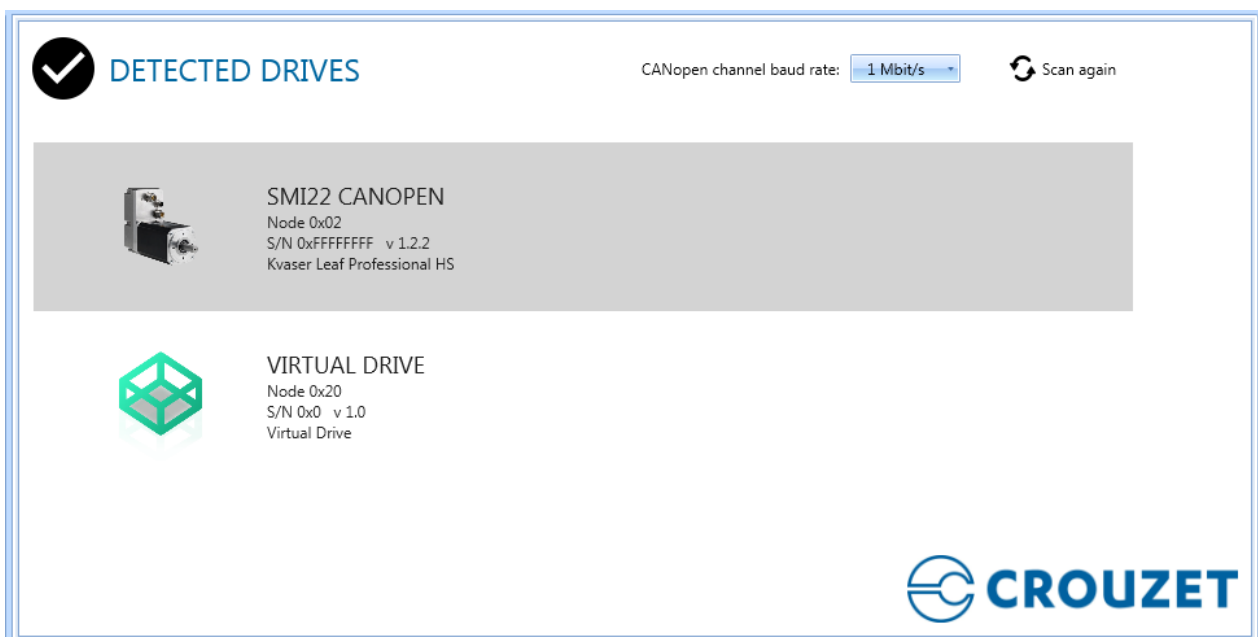 DETECTED DRIVES
CANopen channel baud rate: 1 Mbit/s
Scan again
SMI22 CANOPEN
Node 0x02
S/N 0xFFFFFFFF v 1.2.2
Kvaser Leaf Professional HS
VIRTUAL DRIVE
Node 0x20
S/N 0x0 v 1.0
Virtual Drive
CROUZET